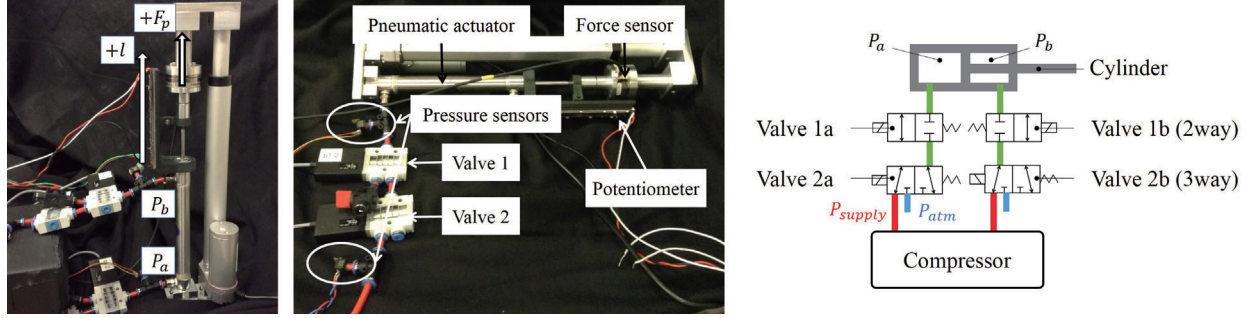 +F_p
+l
P_b
P_a
Pneumatic actuator
Force sensor
Pressure sensors
Valve 1
Valve 2
Potentiometer
P_a
P_b
Cylinder
Valve 1a
Valve 1b (2way)
Valve 2a
Valve 2b (3way)
P_supply
P_atm
Compressor